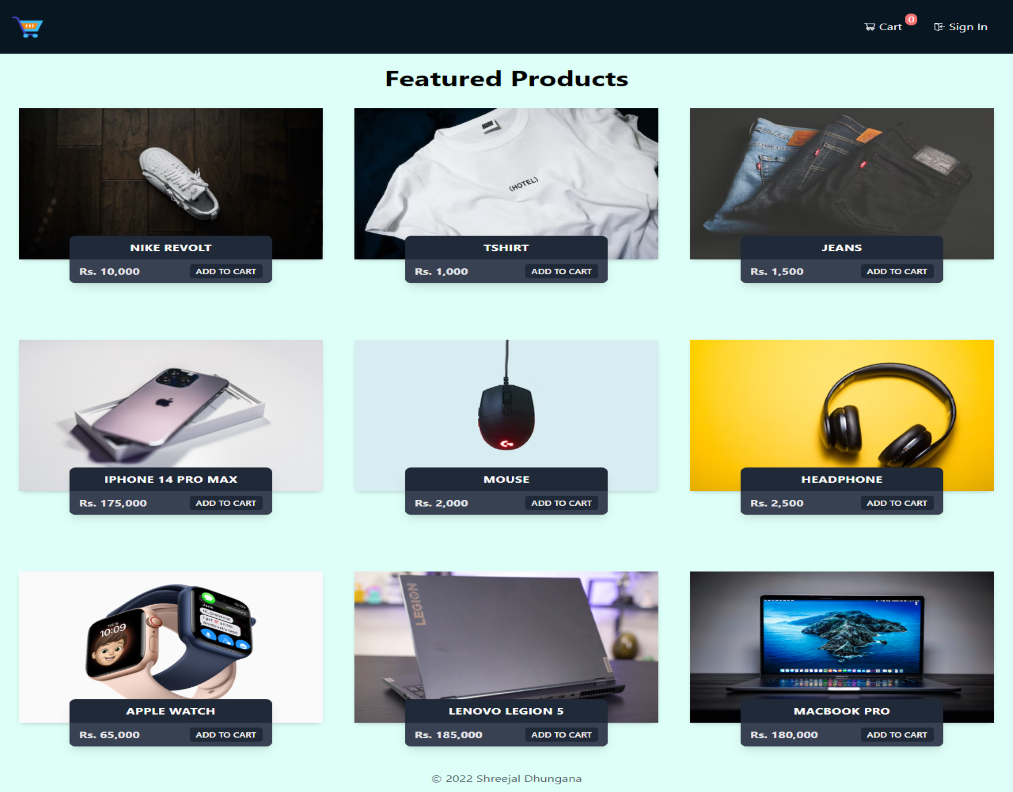 Cart 0 Sign In
Featured Products
(HOTEL)
NIKE REVOLT
Rs. 10,000 ADD TO CART
TSHIRT
Rs. 1,000 ADD TO CART
JEANS
Rs. 1,500 ADD TO CART
IPHONE 14 PRO MAX
Rs. 175,000 ADD TO CART
MOUSE
Rs. 2,000 ADD TO CART
HEADPHONE
Rs. 2,500 ADD TO CART
10:09
LEGION
APPLE WATCH
Rs. 65,000 ADD TO CART
LENOVO LEGION 5
Rs. 185,000 ADD TO CART
MACBOOK PRO
Rs. 180,000 ADD TO CART
© 2022 Shreejal Dhungana